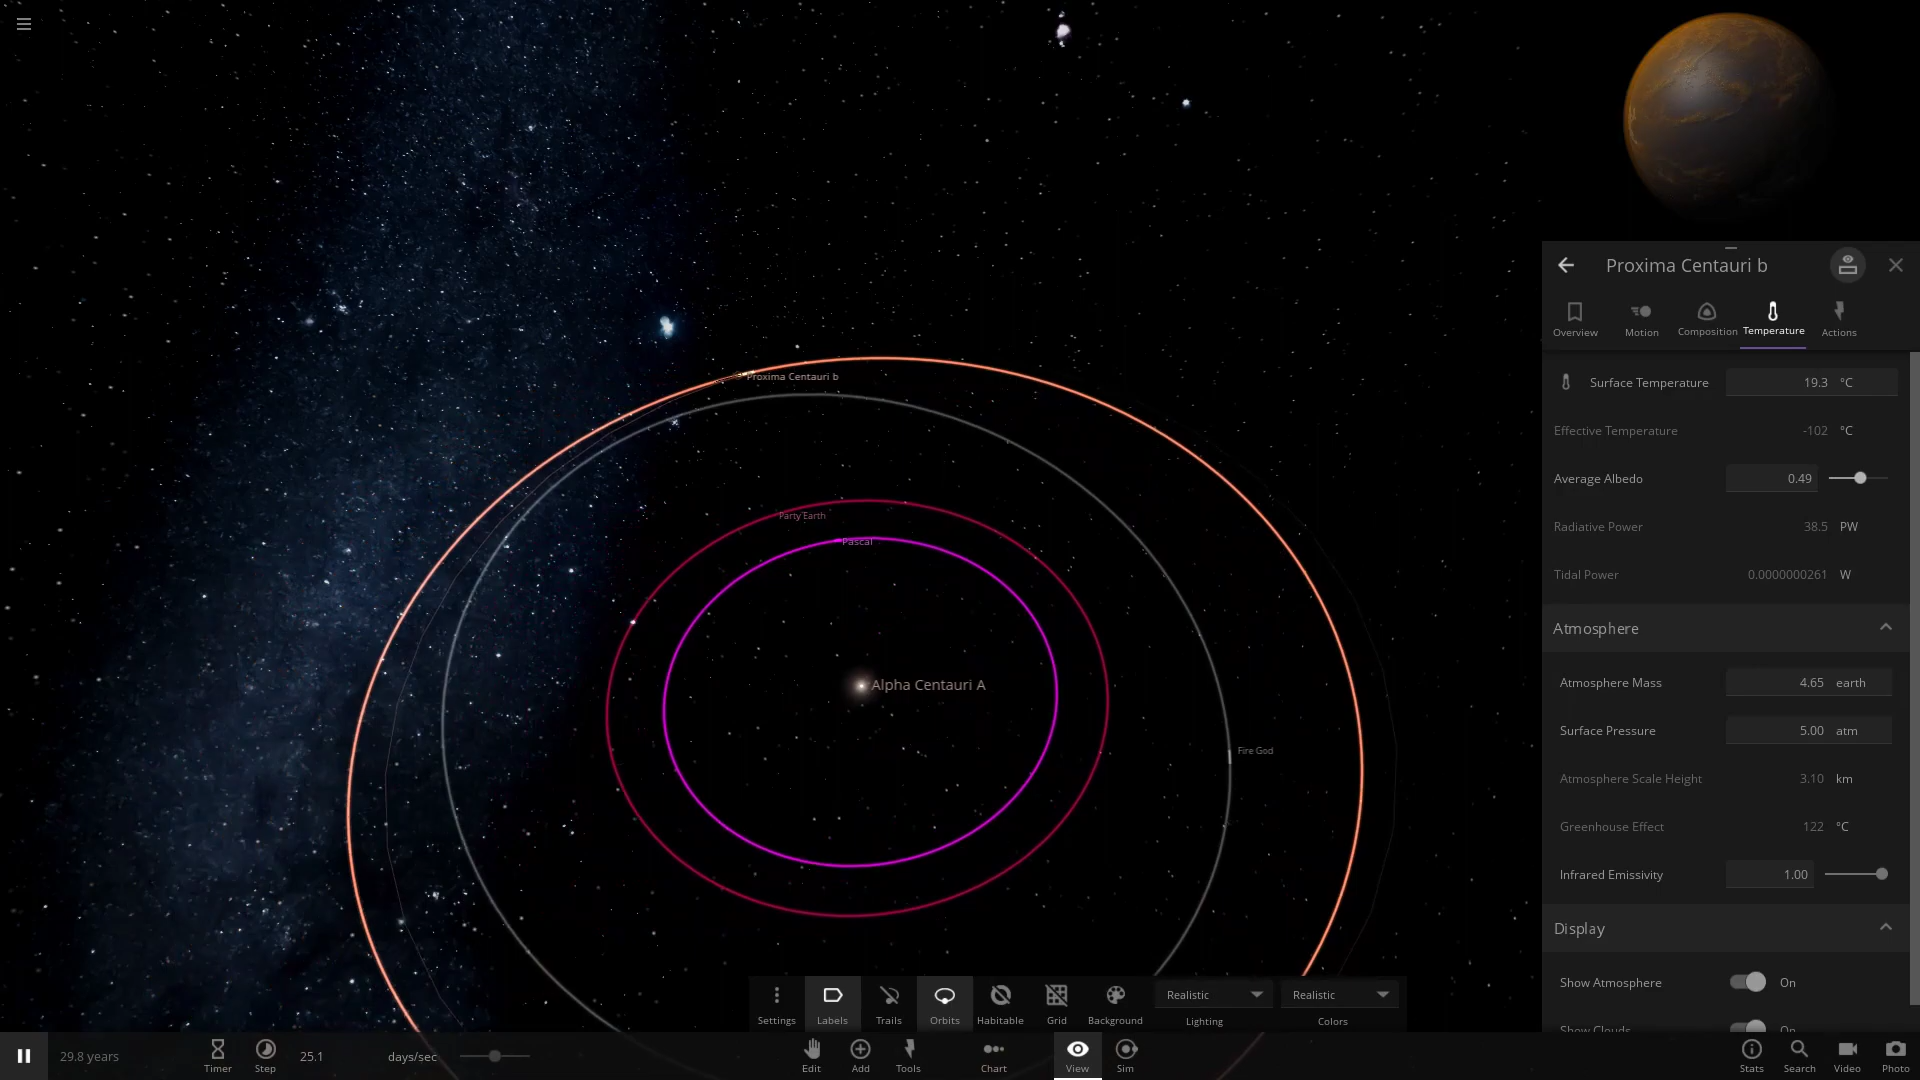 Proxima Centauri b
Party Earth
Pascal
Alpha Centauri A
Fire God
Proxima Centauri b
Overview Motion Composition Temperature Actions
Surface Temperature 19.3 °C
Effective Temperature -102 °C
Average Albedo 0.49
Radiative Power 38.5 PW
Tidal Power 0.0000000261 W
Atmosphere
Atmosphere Mass 4.65 earth
Surface Pressure 5.00 atm
Atmosphere Scale Height 3.10 km
Greenhouse Effect 122 °C
Infrared Emissivity 1.00
Display
Show Atmosphere On
Show Clouds On
Realistic Realistic
Settings Labels Trails Orbits Habitable Grid Background Lighting Colors
29.8 years 25.1 days/sec
Timer Step Edit Add Tools Chart View Sim Stats Search Video Photo